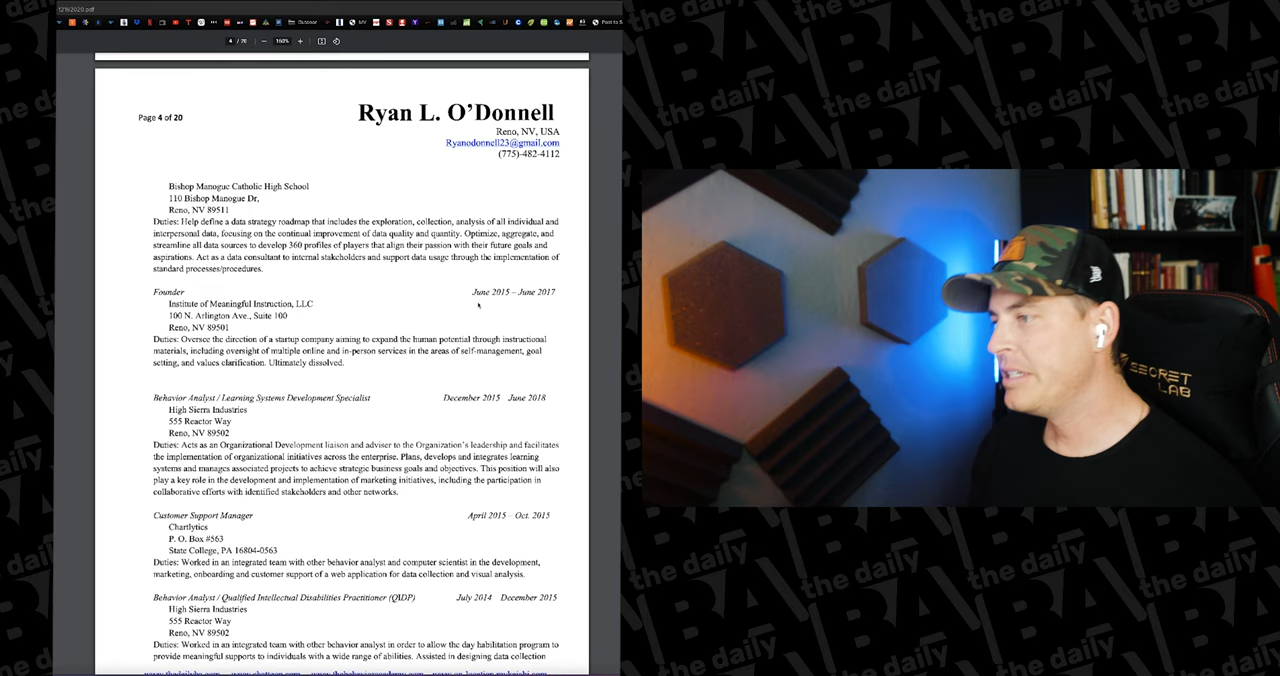 1219/2020.pdf
Outdoor
MY
Post to S
4 / 20
150%
Page 4 of 20
Ryan L. O’Donnell
Reno, NV, USA
Ryanodonnell23@gmail.com
(775)-482-4112
Bishop Manogue Catholic High School
110 Bishop Manogue Dr,
Reno, NV 89511
Duties: Help define a data strategy roadmap that includes the exploration, collection, analysis of all individual and
interpersonal data, focusing on the continual improvement of data quality and quantity. Optimize, aggregate, and
streamline all data sources to develop 360 profiles of players that align their passion with their future goals and
aspirations. Act as a data consultant to internal stakeholders and support data usage through the implementation of
standard processes/procedures.
Founder June 2015 – June 2017
Institute of Meaningful Instruction, LLC
100 N. Arlington Ave., Suite 100
Reno, NV 89501
Duties: Oversee the direction of a startup company aiming to expand the human potential through instructional
materials, including oversight of multiple online and in-person services in the areas of self-management, goal
setting, and values clarification. Ultimately dissolved.
Behavior Analyst / Learning Systems Development Specialist December 2015 June 2018
High Sierra Industries
555 Reactor Way
Reno, NV 89502
Duties: Acts as an Organizational Development liaison and adviser to the Organization’s leadership and facilitates
the implementation of organizational initiatives across the enterprise. Plans, develops and integrates learning
systems and manages associated projects to achieve strategic business goals and objectives. This position will also
play a key role in the development and implementation of marketing initiatives, including the participation in
collaborative efforts with identified stakeholders and other networks.
Customer Support Manager April 2015 – Oct. 2015
Chartlytics
P. O. Box #563
State College, PA 16804-0563
Duties: Worked in an integrated team with other behavior analyst and computer scientist in the development,
marketing, onboarding and customer support of a web application for data collection and visual analysis.
Behavior Analyst / Qualified Intellectual Disabilities Practitioner (QIDP) July 2014 December 2015
High Sierra Industries
555 Reactor Way
Reno, NV 89502
Duties: Worked in an integrated team with other behavior analyst in order to allow the day habilitation program to
provide meaningful supports to individuals with a wide range of abilities. Assisted in designing data collection
the daily
BA
SECRET
LAB